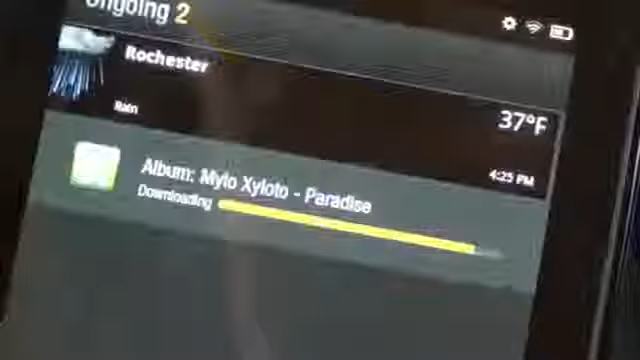 Ongoing 2
Rochester
Rain
37°F
4:25 PM
Album: Mylo Xyloto - Paradise
Downloading